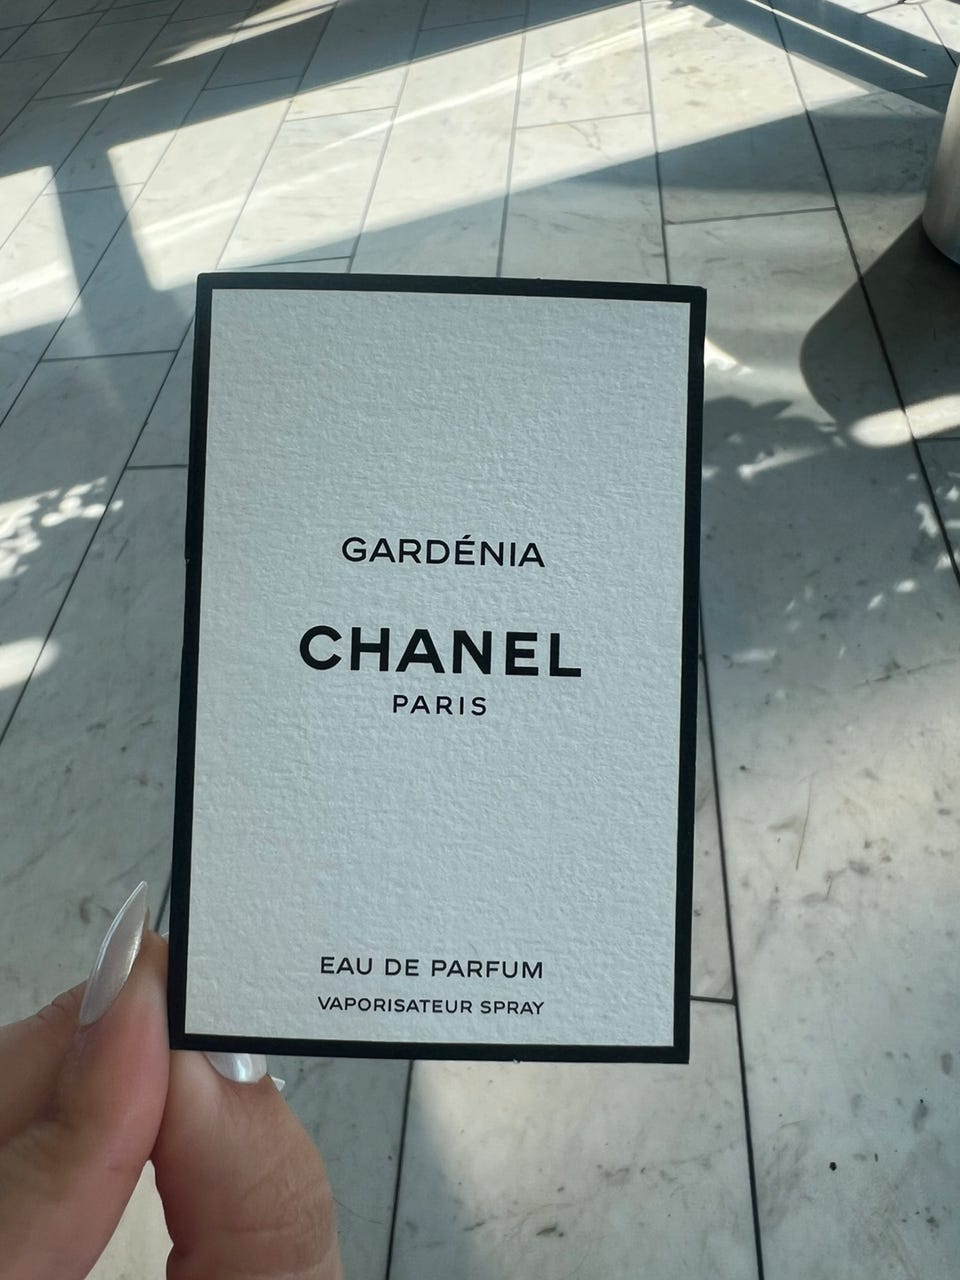 GARDÉNIA
CHANEL
PARIS
EAU DE PARFUM
VAPORISATEUR SPRAY